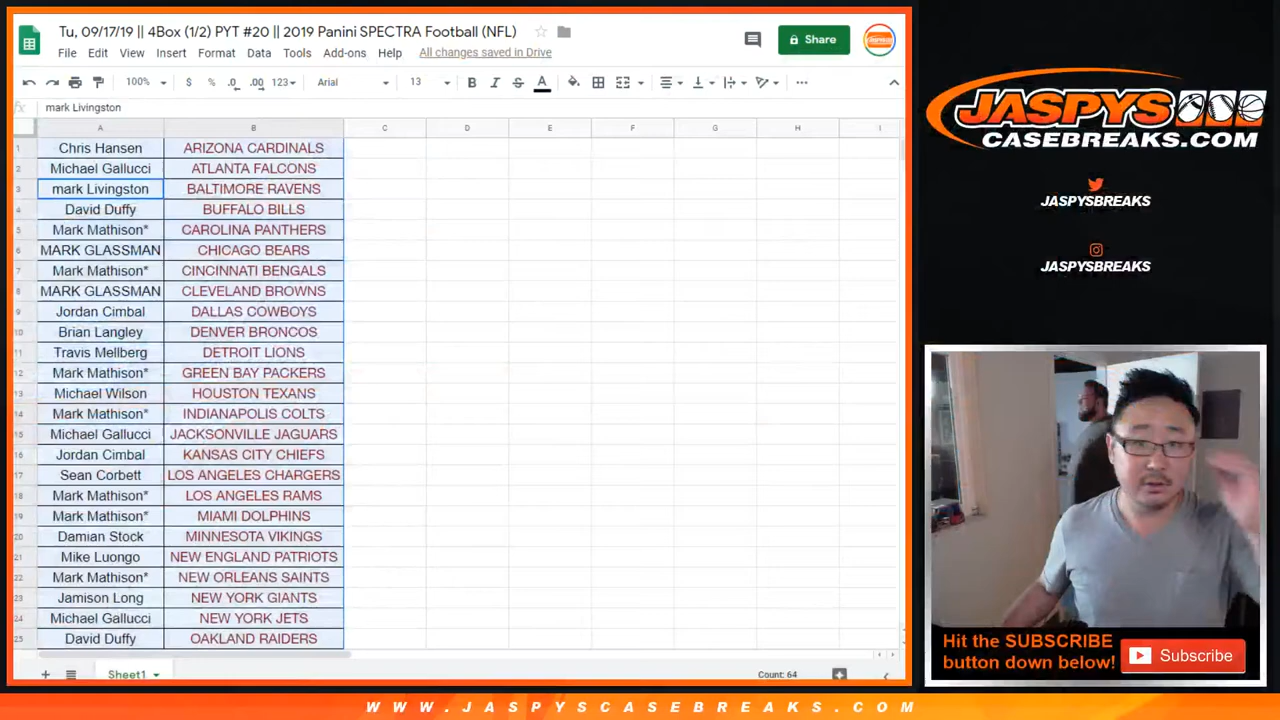 Tu, 09/17/19 || 4Box (1/2) PYT #20 || 2019 Panini SPECTRA Football (NFL)
File Edit View Insert Format Data Tools Add-ons Help All changes saved in Drive
Share
100% $ % .0 .00 123 Arial 13 B I S A
fx mark Livingston
A B C D E F G H I
1 Chris Hansen ARIZONA CARDINALS
2 Michael Gallucci ATLANTA FALCONS
3 mark Livingston BALTIMORE RAVENS
4 David Duffy BUFFALO BILLS
5 Mark Mathison* CAROLINA PANTHERS
6 MARK GLASSMAN CHICAGO BEARS
7 Mark Mathison* CINCINNATI BENGALS
8 MARK GLASSMAN CLEVELAND BROWNS
9 Jordan Cimbal DALLAS COWBOYS
10 Brian Langley DENVER BRONCOS
11 Travis Mellberg DETROIT LIONS
12 Mark Mathison* GREEN BAY PACKERS
13 Michael Wilson HOUSTON TEXANS
14 Mark Mathison* INDIANAPOLIS COLTS
15 Michael Gallucci JACKSONVILLE JAGUARS
16 Jordan Cimbal KANSAS CITY CHIEFS
17 Sean Corbett LOS ANGELES CHARGERS
18 Mark Mathison* LOS ANGELES RAMS
19 Mark Mathison* MIAMI DOLPHINS
20 Damian Stock MINNESOTA VIKINGS
21 Mike Luongo NEW ENGLAND PATRIOTS
22 Mark Mathison* NEW ORLEANS SAINTS
23 Jamison Long NEW YORK GIANTS
24 Michael Gallucci NEW YORK JETS
25 David Duffy OAKLAND RAIDERS
Sheet1
Count: 64
JASPYS
CASEBREAKS.COM
JASPYSBREAKS
JASPYSBREAKS
Hit the SUBSCRIBE
button down below!
Subscribe
WWW.JASPYSCASEBREAKS.COM